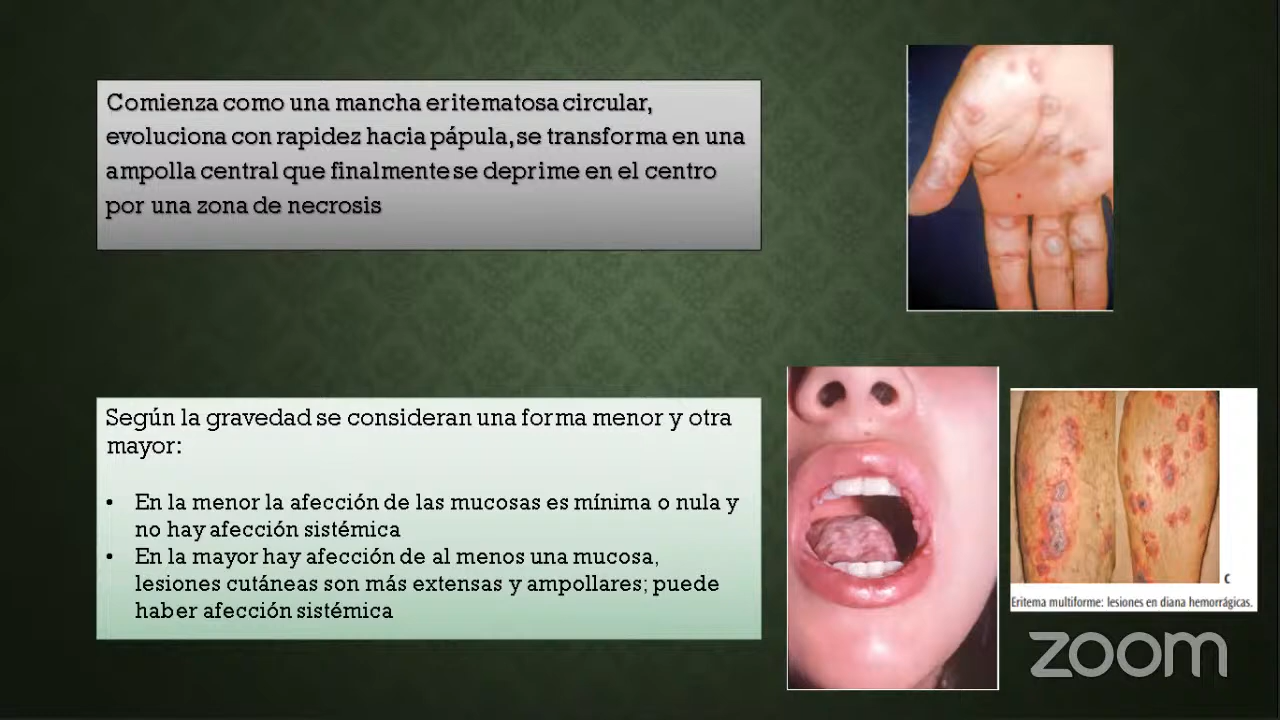 Comienza como una mancha eritematosa circular,
evoluciona con rapidez hacia pápula, se transforma en una
ampolla central que finalmente se deprime en el centro
por una zona de necrosis
Según la gravedad se consideran una forma menor y otra
mayor:
• En la menor la afección de las mucosas es mínima o nula y
no hay afección sistémica
• En la mayor hay afección de al menos una mucosa,
lesiones cutáneas son más extensas y ampollares; puede
haber afección sistémica
C
Eritema multiforme: lesiones en diana hemorrágicas.
zoom